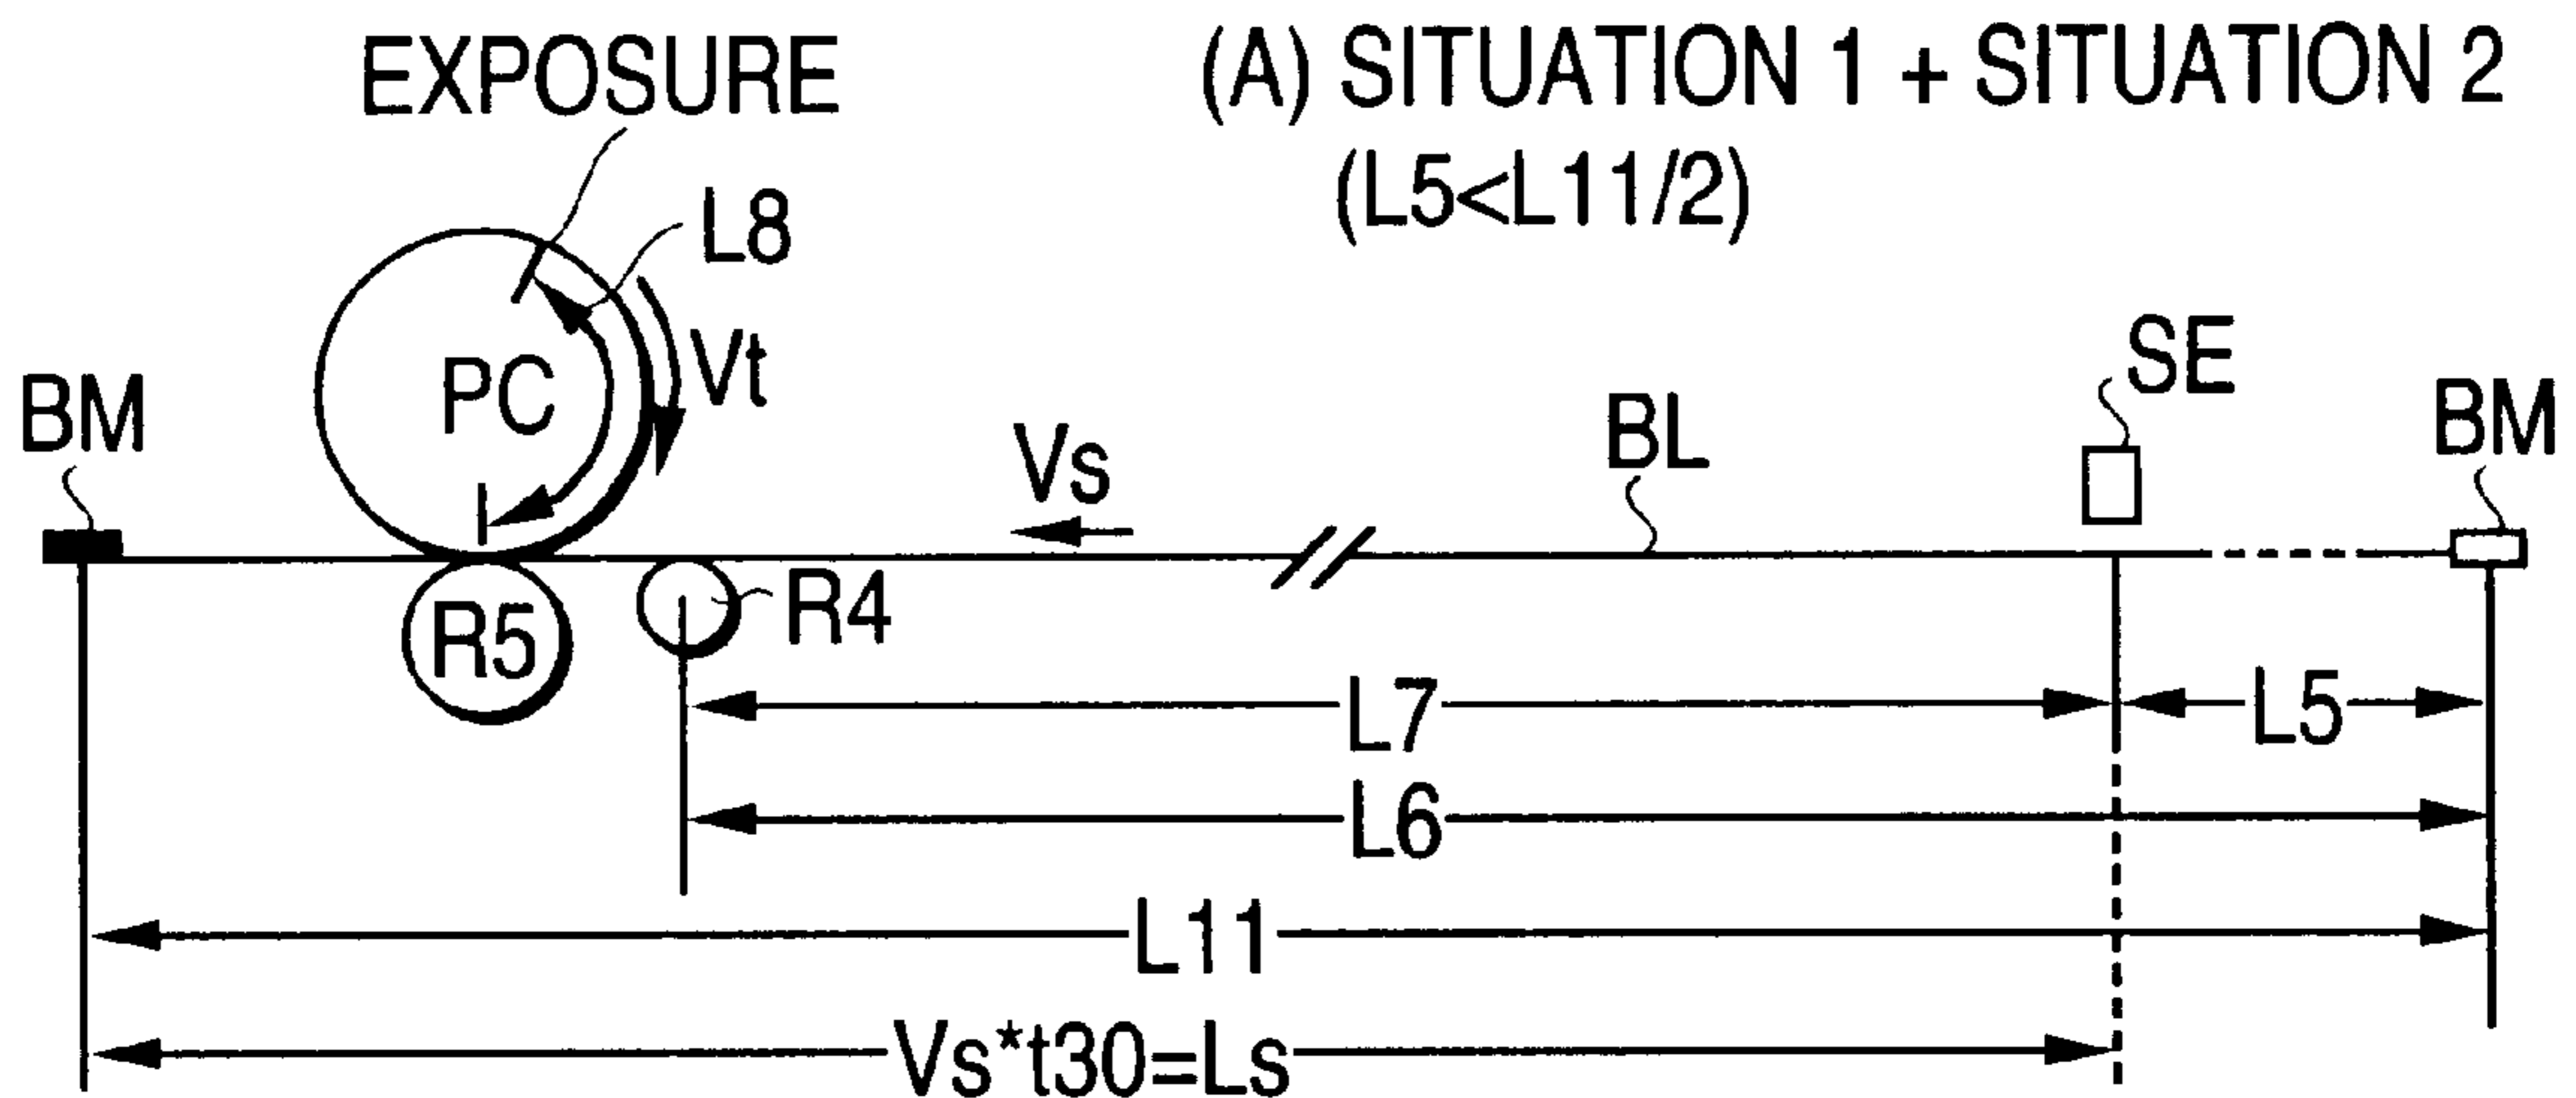 EXPOSURE
(A) SITUATION 1 + SITUATION 2
(L5<L11/2)
L8
Vt
PC
BM
Vs
BL
SE
BM
R5
R4
L7
L5
L6
L11
Vs*t30=Ls